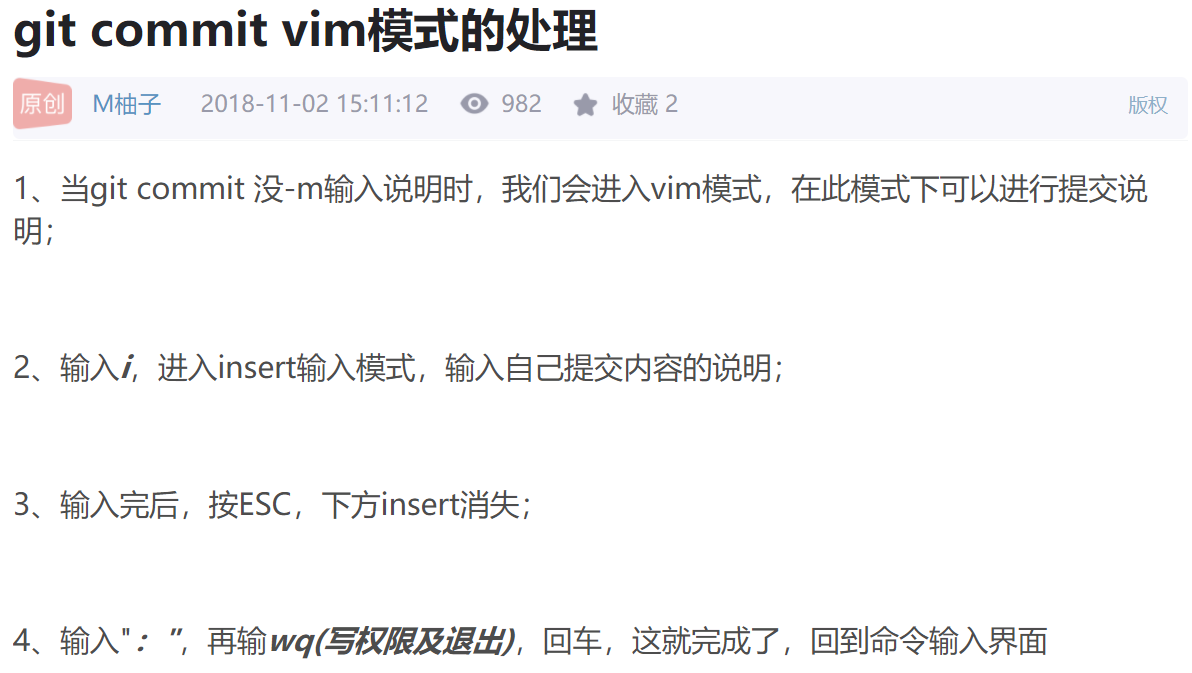 git commit vim模式的处理
原创 M柚子 2018-11-02 15:11:12 982 收藏 2 版权
1、当git commit 没-m输入说明时，我们会进入vim模式，在此模式下可以进行提交说
明；
2、输入i，进入insert输入模式，输入自己提交内容的说明；
3、输入完后，按ESC，下方insert消失；
4、输入"：”，再输wq(写权限及退出)，回车，这就完成了，回到命令输入界面